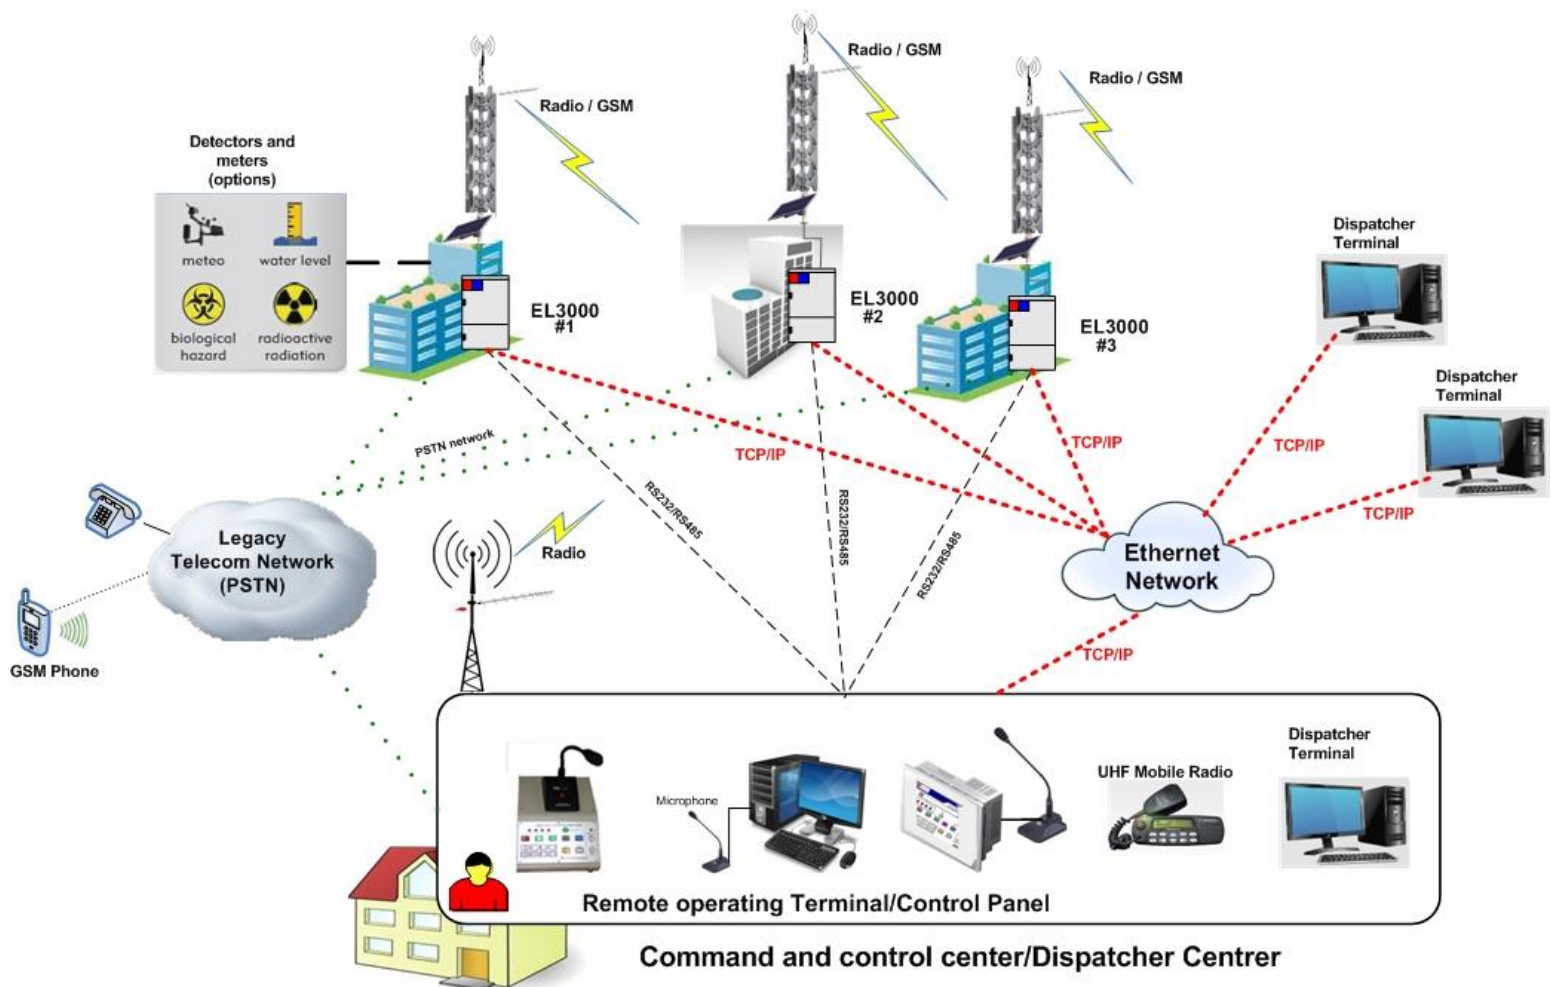 Radio / GSM
Radio / GSM
Radio / GSM
Detectors and
meters
(options)
meteo
water level
biological
hazard
radioactive
radiation
EL3000
#1
EL3000
#2
EL3000
#3
Dispatcher
Terminal
Dispatcher
Terminal
PSTN network
TCP/IP
TCP/IP
TCP/IP
TCP/IP
RS232/RS485
RS232/RS485
RS232/RS485
Legacy
Telecom Network
(PSTN)
Radio
Ethernet
Network
GSM Phone
TCP/IP
Microphone
UHF Mobile Radio
Dispatcher
Terminal
Remote operating Terminal/Control Panel
Command and control center/Dispatcher Centrer